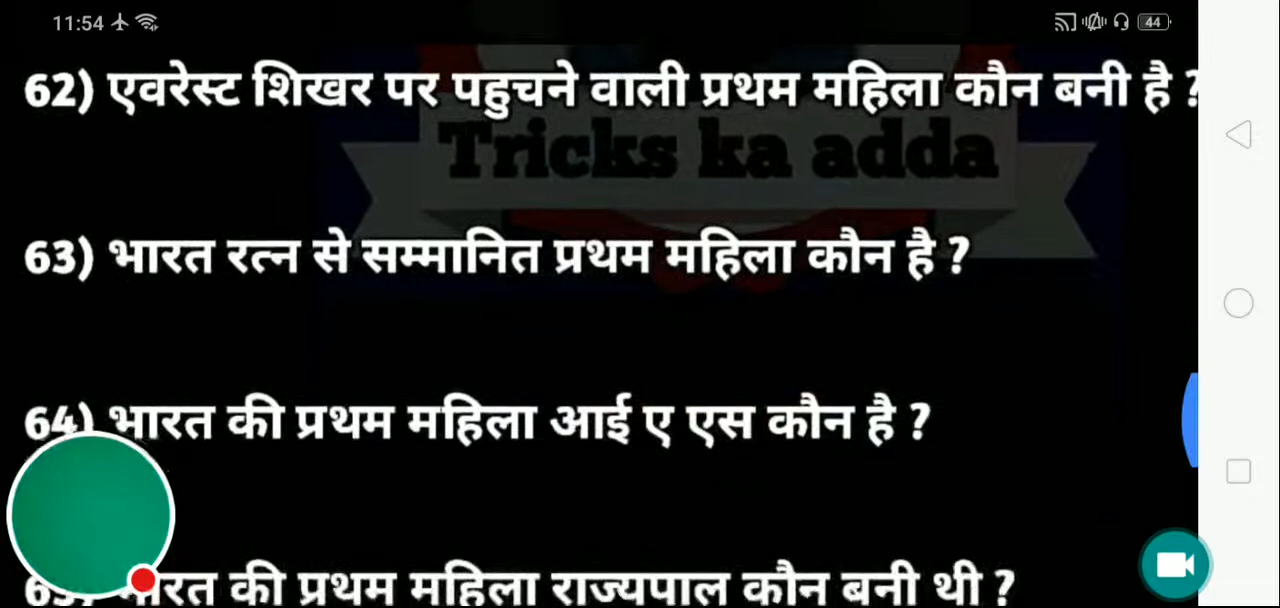 11:54
44
62) एवरेस्ट शिखर पर पहुचने वाली प्रथम महिला कौन बनी है ?
Tricks ka adda
63) भारत रत्न से सम्मानित प्रथम महिला कौन है ?
64) भारत की प्रथम महिला आई ए एस कौन है ?
की प्रथम महिला राज्यपाल कौन बनी थी ?